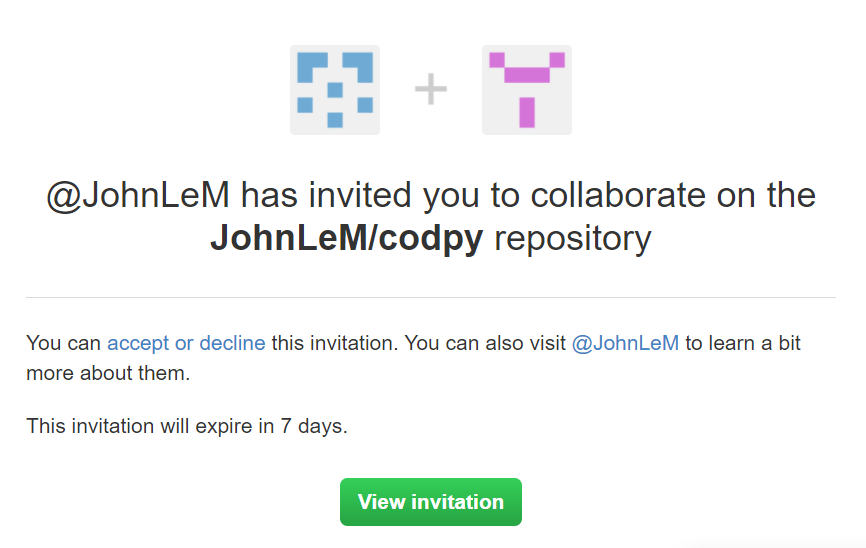 @JohnLeM has invited you to collaborate on the
JohnLeM/codpy repository
You can accept or decline this invitation. You can also visit @JohnLeM to learn a bit
more about them.
This invitation will expire in 7 days.
View invitation